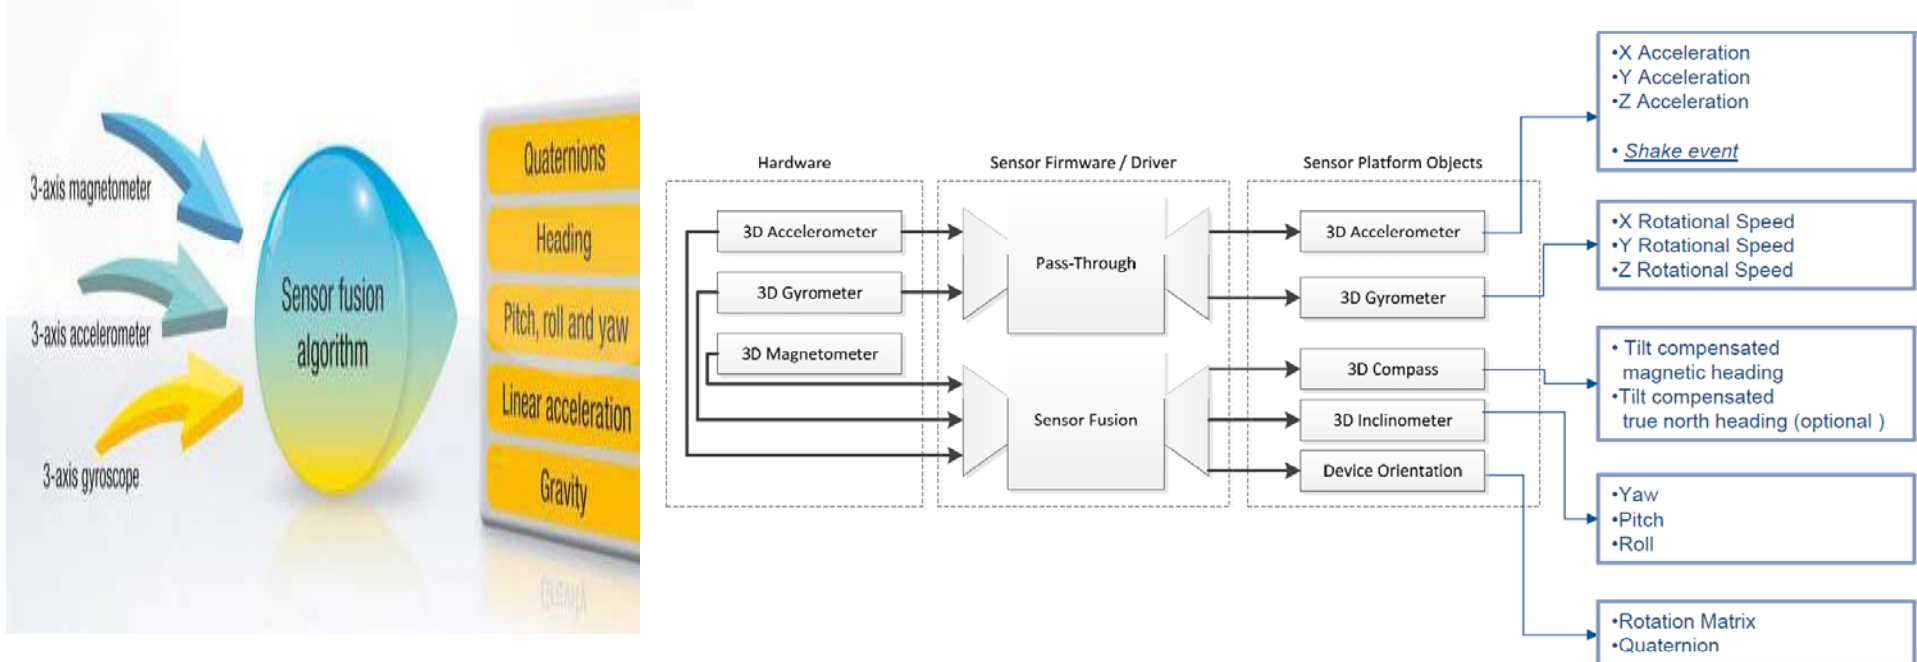 3-axis magnetometer
3-axis accelerometer
3-axis gyroscope
Sensor fusion
algorithm
Quaternions
Heading
Pitch, roll and yaw
Linear acceleration
Gravity
Gravity
Hardware
3D Accelerometer
3D Gyrometer
3D Magnetometer
Sensor Firmware / Driver
Pass-Through
Sensor Fusion
Sensor Platform Objects
3D Accelerometer
3D Gyrometer
3D Compass
3D Inclinometer
Device Orientation
•X Acceleration
•Y Acceleration
•Z Acceleration
• Shake event
•X Rotational Speed
•Y Rotational Speed
•Z Rotational Speed
• Tilt compensated
magnetic heading
•Tilt compensated
true north heading (optional )
•Yaw
•Pitch
•Roll
•Rotation Matrix
•Quaternion